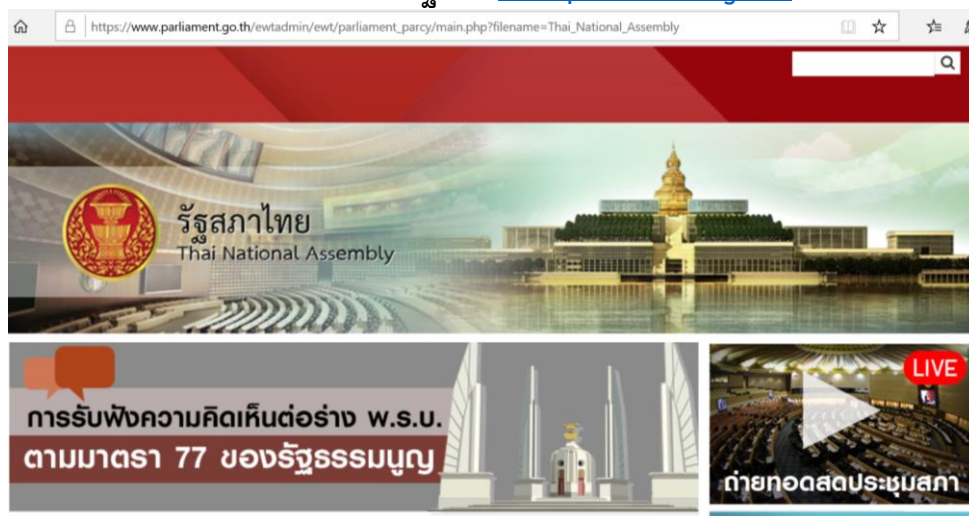 https://www.parliament.go.th/ewtadmin/ewt/parliament_parcy/main.php?filename=Thai_National_Assembly
รัฐสภาไทย
Thai National Assembly
LIVE
การรับฟังความคิดเห็นต่อร่าง พ.ร.บ.
ตามมาตรา 77 ของรัฐธรรมนูญ
ถ่ายทอดสดประชุมสภา